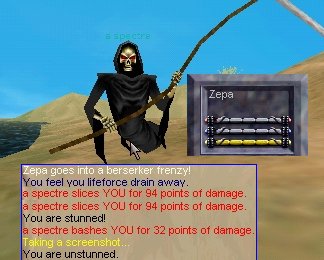 a spectre
Zepa
Zepa goes into a berserker frenzy!
You feel you lifeforce drain away.
a spectre slices YOU for 94 points of damage.
a spectre slices YOU for 94 points of damage.
You are stunned!
a spectre bashes YOU for 32 points of damage.
Taking a screenshot...
You are unstunned.